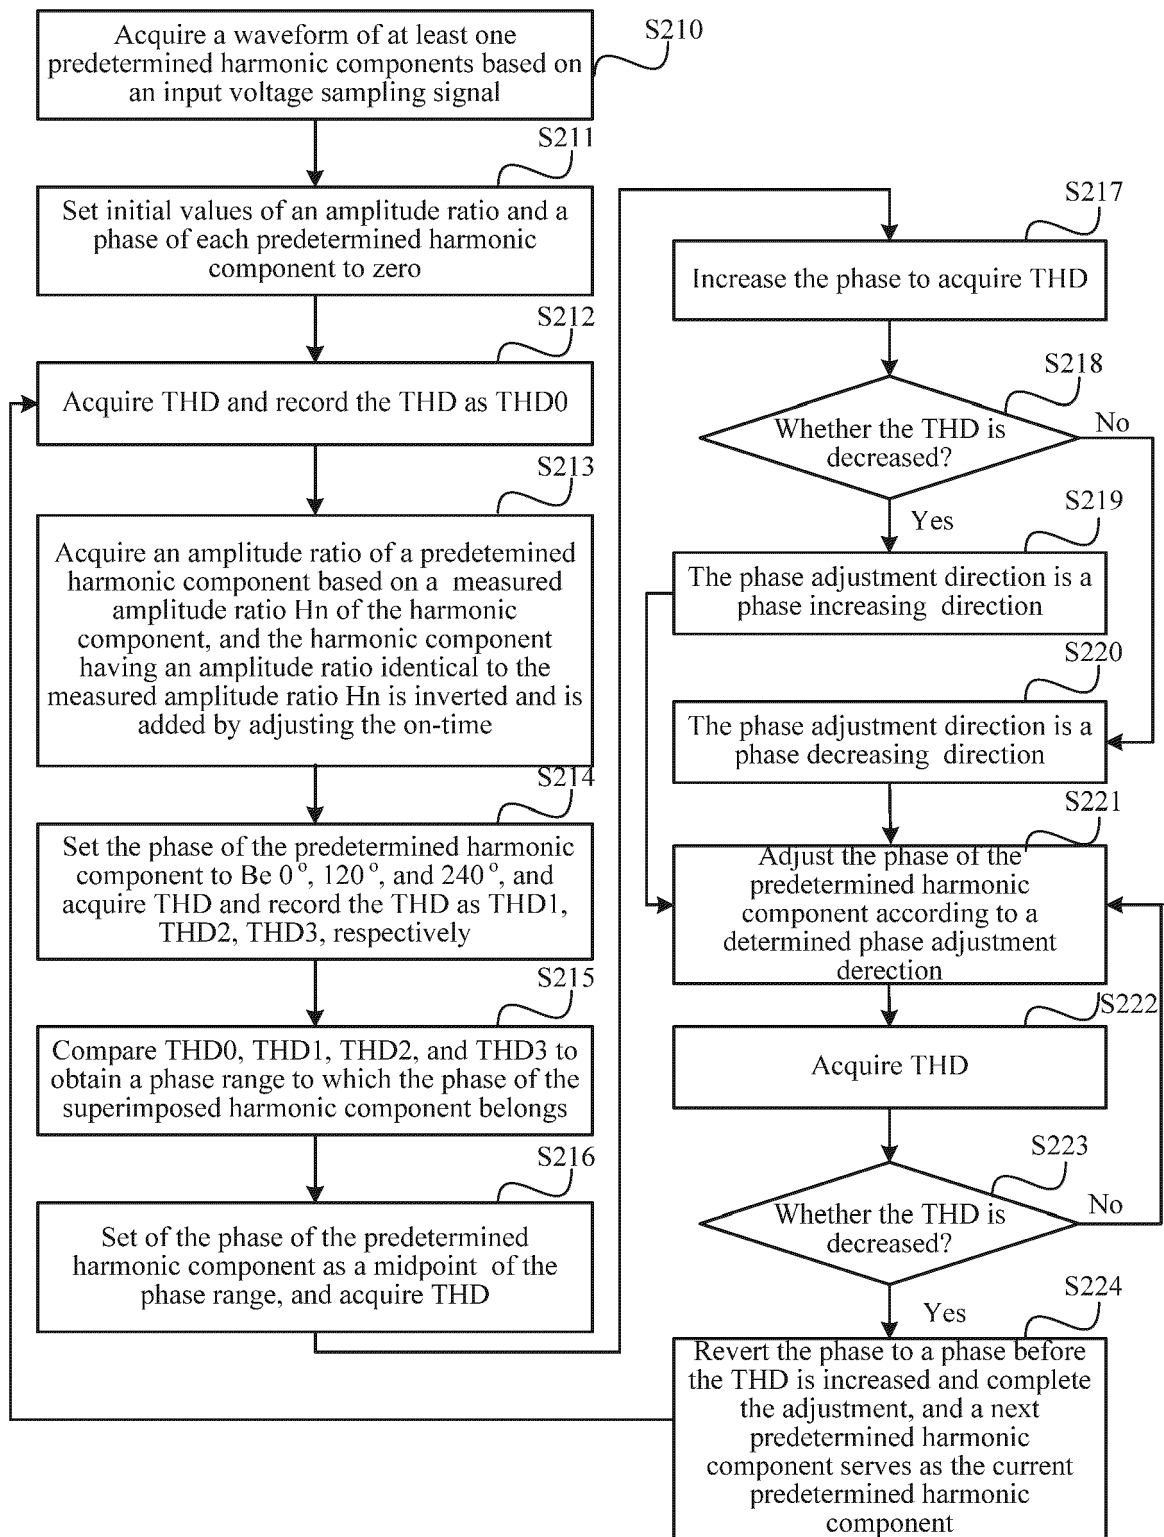 Acquire a waveform of at least one
predetermined harmonic components based on
an input voltage sampling signal
S210
S211
Set initial values of an amplitude ratio and a
phase of each predetermined harmonic
component to zero
S212
Acquire THD and record the THD as THD0
S213
Acquire an amplitude ratio of a predetemined
harmonic component based on a measured
amplitude ratio Hn of the harmonic
component, and the harmonic component
having an amplitude ratio identical to the
measured amplitude ratio Hn is inverted and is
added by adjusting the on-time
S214
Set the phase of the predetermined harmonic
component to Be 0°, 120°, and 240°, and
acquire THD and record the THD as THD1,
THD2, THD3, respectively
S215
Compare THD0, THD1, THD2, and THD3 to
obtain a phase range to which the phase of the
superimposed harmonic component belongs
S216
Set of the phase of the predetermined
harmonic component as a midpoint of the
phase range, and acquire THD
S217
Increase the phase to acquire THD
S218
Whether the THD is
decreased?
No
Yes
S219
The phase adjustment direction is a
phase increasing direction
S220
The phase adjustment direction is a
phase decreasing direction
S221
Adjust the phase of the
predetermined harmonic
component according to a
determined phase adjustment
derection
S222
Acquire THD
S223
Whether the THD is
decreased?
No
Yes
S224
Revert the phase to a phase before
the THD is increased and complete
the adjustment, and a next
predetermined harmonic
component serves as the current
predetermined harmonic
component